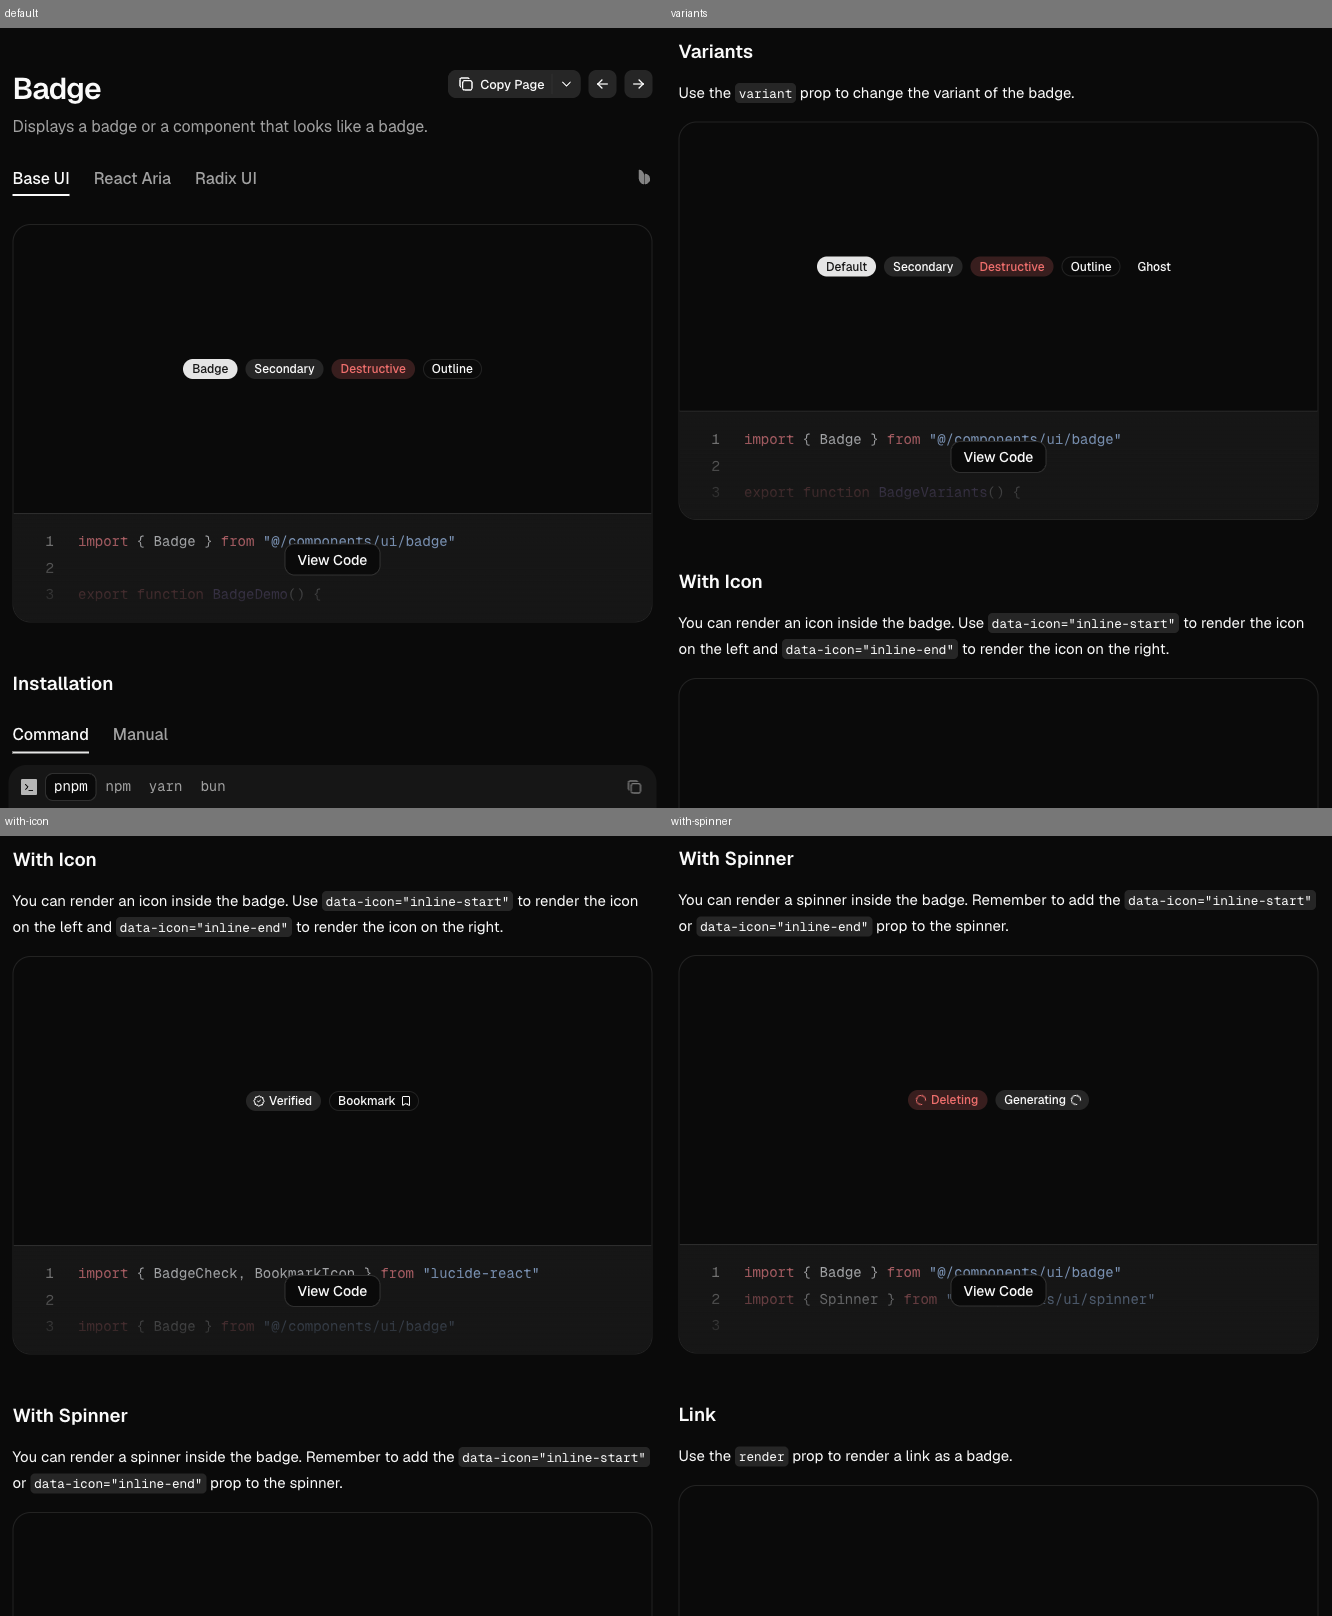 default
Badge
Copy Page
Displays a badge or a component that looks like a badge.
Base UI React Aria Radix UI
Badge Secondary Destructive Outline
1 import { Badge } from "@/components/ui/badge"
View Code
2
3 export function BadgeDemo() {
Installation
Command Manual
pnpm npm yarn bun
variants
Variants
Use the variant prop to change the variant of the badge.
Default Secondary Destructive Outline Ghost
1 import { Badge } from "@/components/ui/badge"
View Code
2
3 export function BadgeVariants() {
With Icon
You can render an icon inside the badge. Use data-icon="inline-start" to render the icon
on the left and data-icon="inline-end" to render the icon on the right.
with-icon
With Icon
You can render an icon inside the badge. Use data-icon="inline-start" to render the icon
on the left and data-icon="inline-end" to render the icon on the right.
Verified Bookmark
1 import { BadgeCheck, BookmarkIcon } from "lucide-react"
View Code
2
3 import { Badge } from "@/components/ui/badge"
With Spinner
You can render a spinner inside the badge. Remember to add the data-icon="inline-start"
or data-icon="inline-end" prop to the spinner.
with-spinner
With Spinner
You can render a spinner inside the badge. Remember to add the data-icon="inline-start"
or data-icon="inline-end" prop to the spinner.
Deleting Generating
1 import { Badge } from "@/components/ui/badge"
View Code
2 import { Spinner } from "s/ui/spinner"
3
Link
Use the render prop to render a link as a badge.